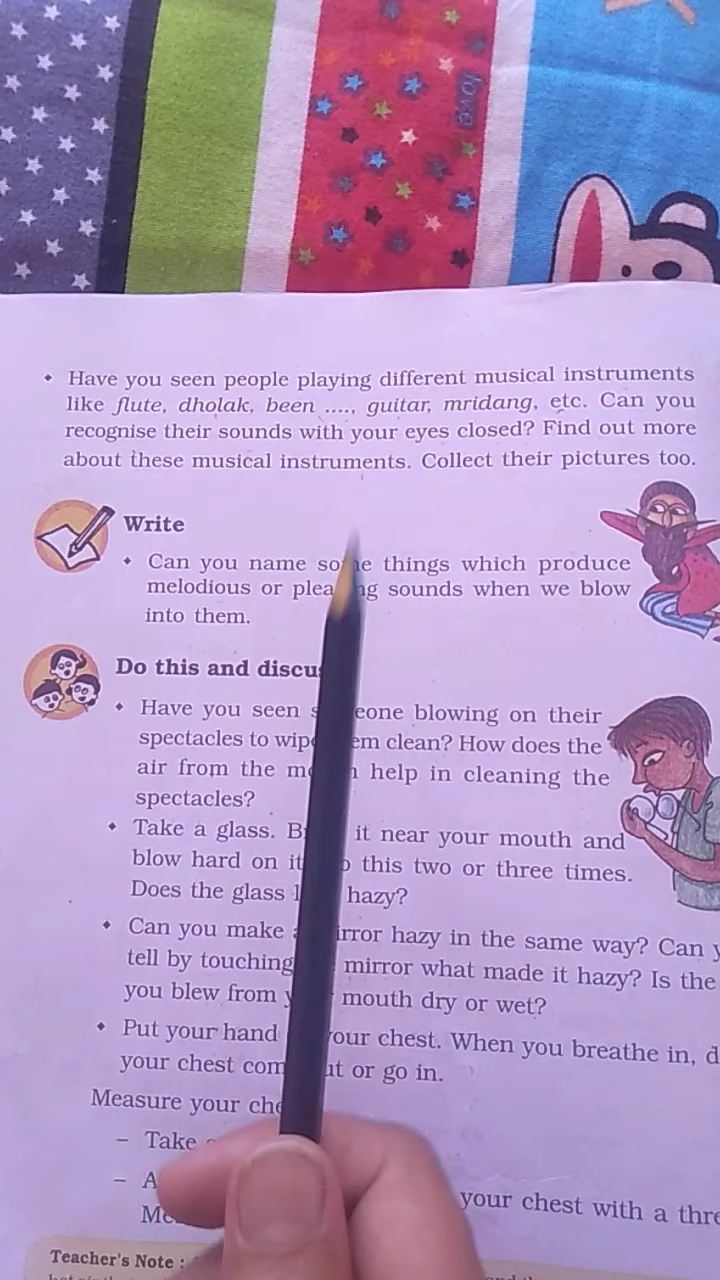 love
• Have you seen people playing different musical instruments
like flute, dholak, been ...., guitar, mridang, etc. Can you
recognise their sounds with your eyes closed? Find out more
about these musical instruments. Collect their pictures too.
Write
• Can you name some things which produce
melodious or pleasing sounds when we blow
into them.
Do this and discuss
• Have you seen someone blowing on their
spectacles to wipe them clean? How does the
air from the mouth help in cleaning the
spectacles?
• Take a glass. Bring it near your mouth and
blow hard on it. Do this two or three times.
Does the glass look hazy?
• Can you make a mirror hazy in the same way? Can
tell by touching the mirror what made it hazy? Is the
you blew from your mouth dry or wet?
• Put your hand on your chest. When you breathe in,
your chest come out or go in.
Measure your
– Take
– your chest with a
Teacher's Note :